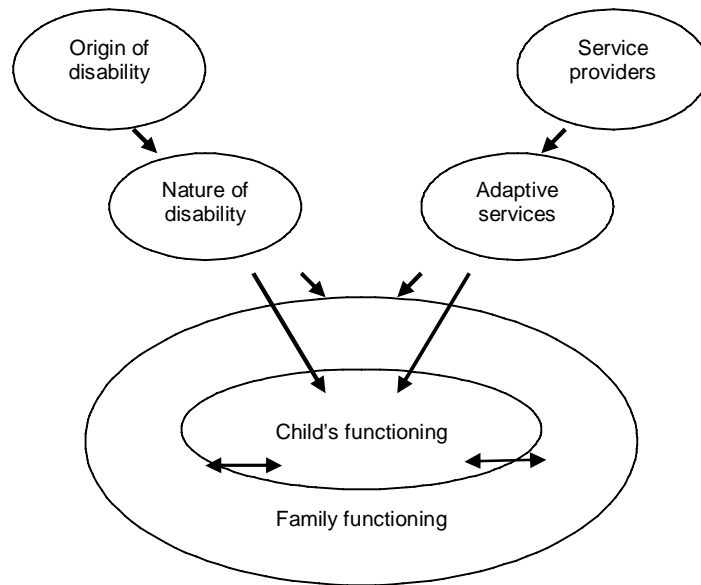 Origin of
disability
Service
providers
Nature of
disability
Adaptive
services
Child’s functioning
Family functioning